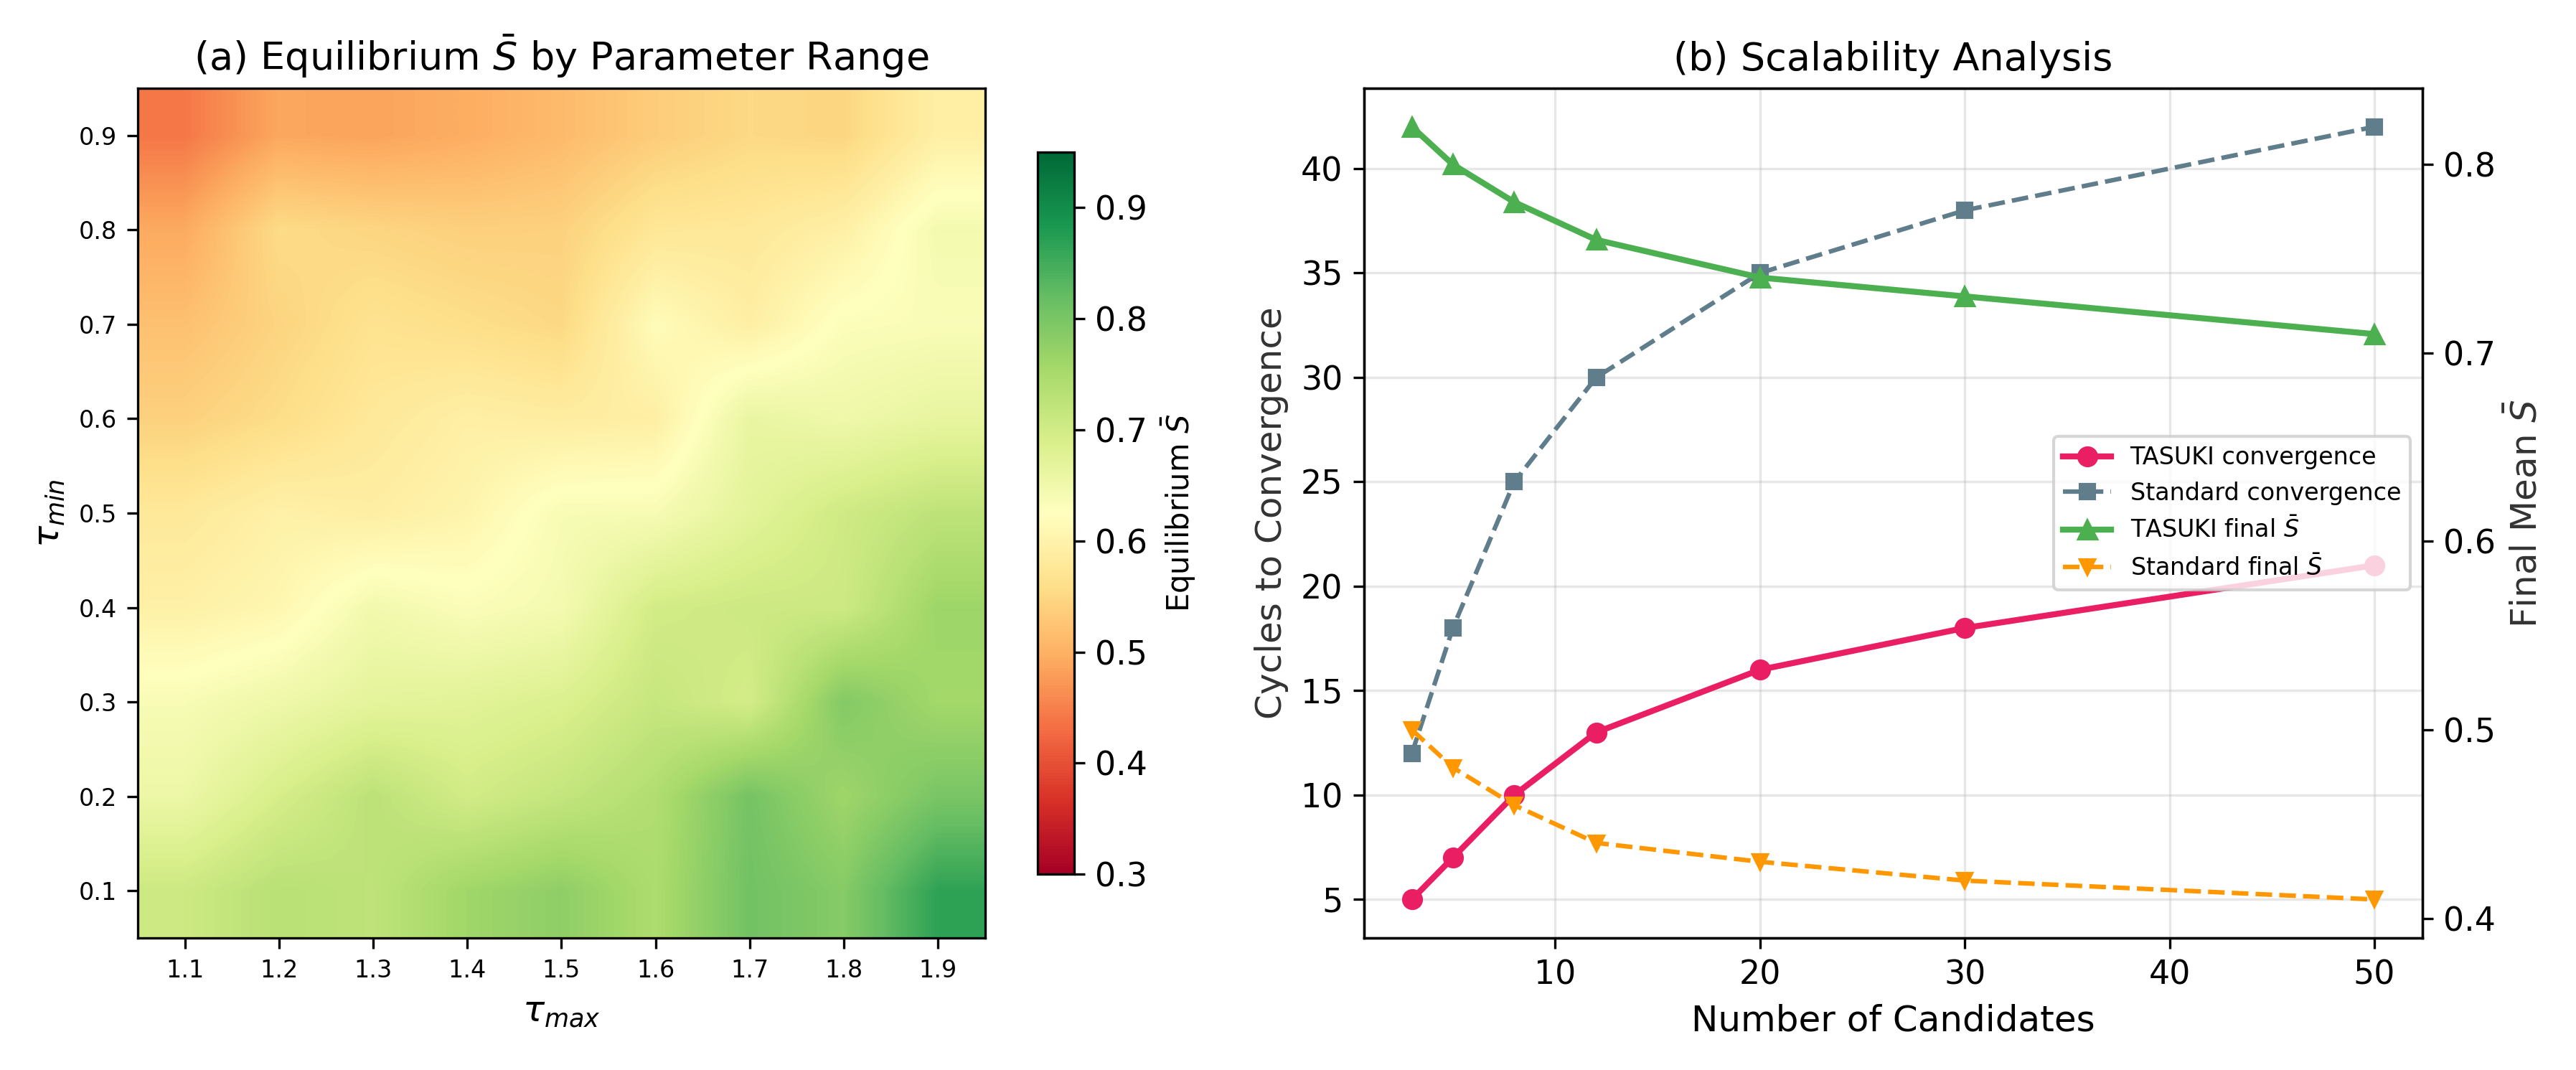 (a) Equilibrium S̄ by Parameter Range
0.9
0.8
0.7
0.6
0.5
0.4
0.3
0.2
0.1
τmin
1.1 1.2 1.3 1.4 1.5 1.6 1.7 1.8 1.9
τmax
0.9
0.8
0.7
0.6
0.5
0.4
0.3
Equilibrium S̄
(b) Scalability Analysis
40
35
30
25
20
15
10
5
Cycles to Convergence
10 20 30 40 50
Number of Candidates
TASUKI convergence
Standard convergence
TASUKI final S̄
Standard final S̄
0.8
0.7
0.6
0.5
0.4
Final Mean S̄